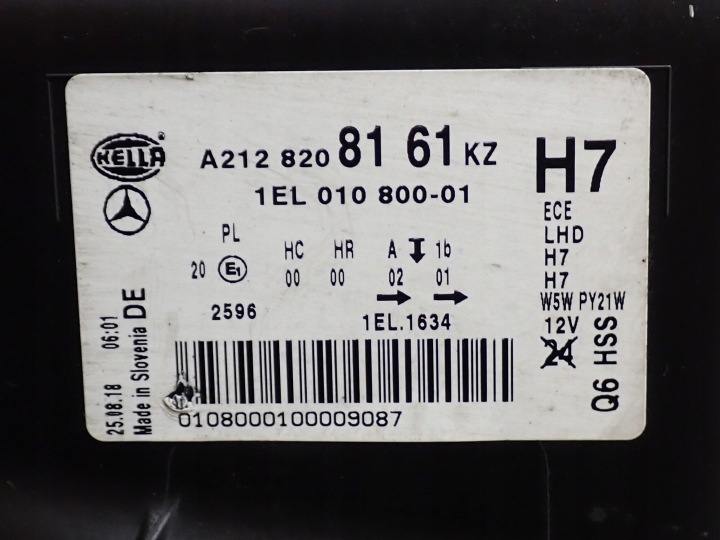 HELLA
A212 820 81 61 KZ
1EL 010 800-01
H7
ECE
LHD
H7
H7
W5W PY21W
12V
24
Q6 HSS
PL HC HR A 1b
20 E1 00 00 02 01
2596
1EL.1634
0108000100009087
25.08.18 06:01
Made in Slovenia DE